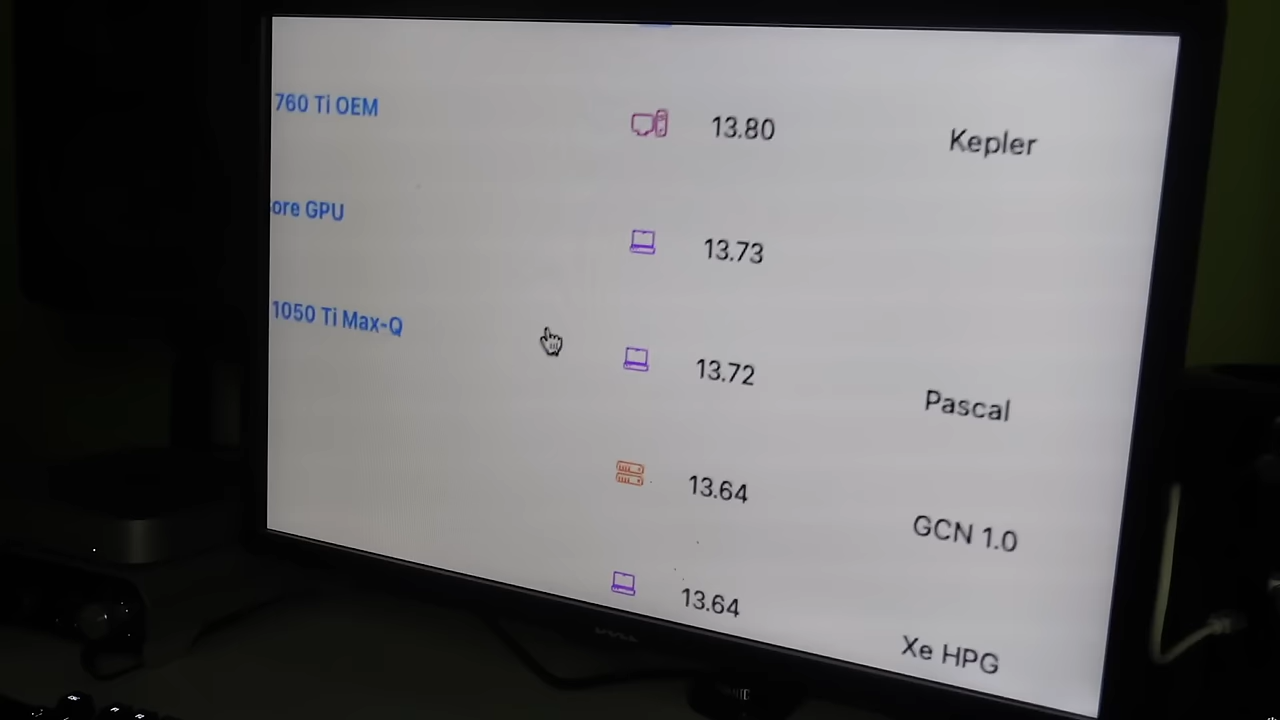 760 Ti OEM 13.80 Kepler
ore GPU 13.73
1050 Ti Max-Q 13.72 Pascal
13.64 GCN 1.0
13.64 Xe HPG
DELL